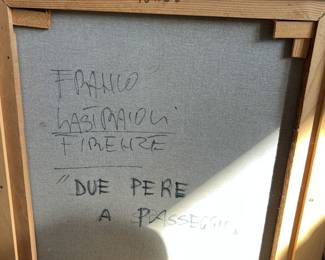 FRANCO
LASTRAIOLI
FIRENZE
"DUE PERE
A PASSEGGIO"